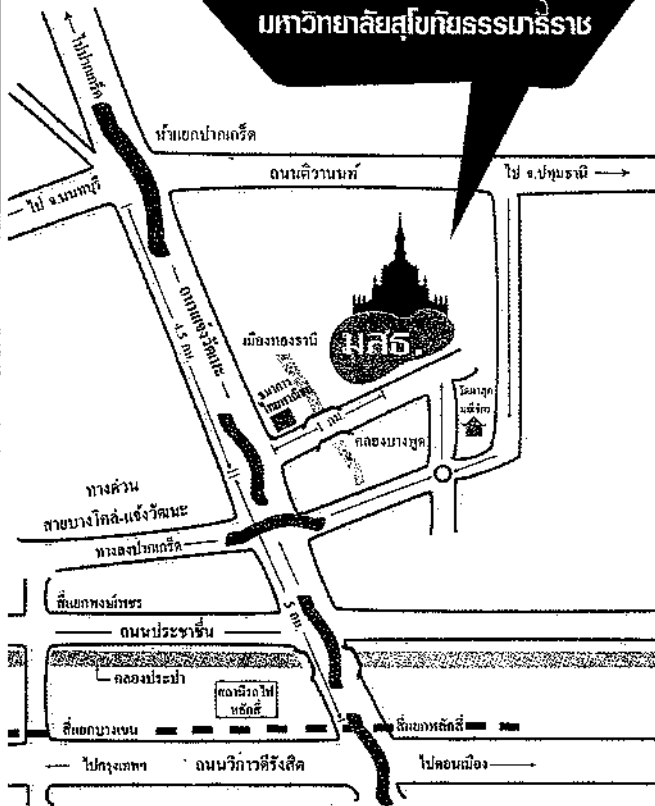 มหาวิทยาลัยสุโขทัยธรรมาธิราช
ไปปากเกร็ด
ห้าแยกปากเกร็ด
ถนนติวานนท์
ไป จ.ปทุมธานี
ไป จ.นนทบุรี
ถนนแจ้งวัฒนะ
4.5 กม.
เมืองทองธานี
มสธ.
ธนาคาร
ไทยพาณิชย์
1 กม.
คลองบางพูด
ทางด่วน
สายบางโคล่-แจ้งวัฒนะ
ทางลงปากเกร็ด
สี่แยกพงษ์เพชร
5 กม.
ถนนประชาชื่น
คลองประปา
สถานีรถไฟ
หลักสี่
สี่แยกบางเขน
สี่แยกหลักสี่
ไปกรุงเทพฯ
ถนนวิภาวดีรังสิต
ไปดอนเมือง